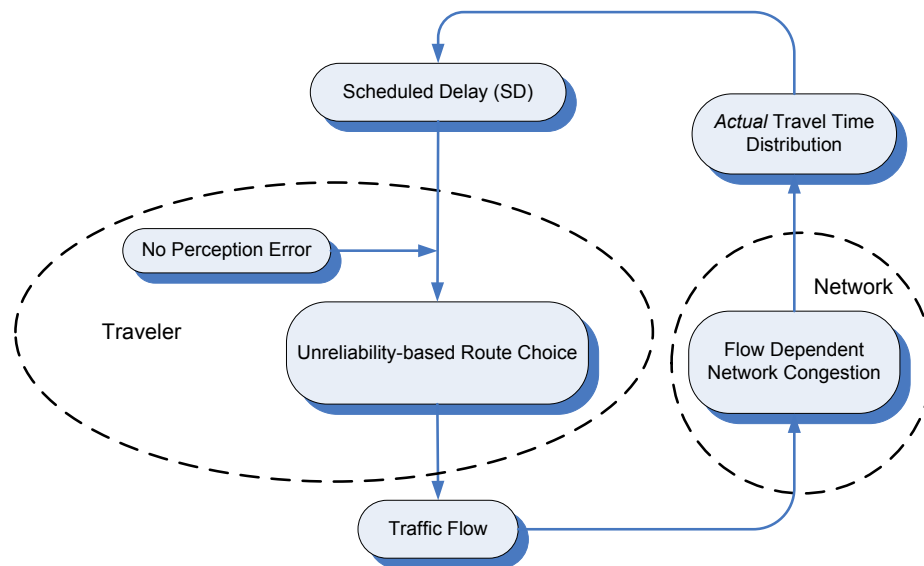 Scheduled Delay (SD)
Actual Travel Time
Distribution
No Perception Error
Network
Traveler
Unreliability-based Route Choice
Flow Dependent
Network Congestion
Traffic Flow